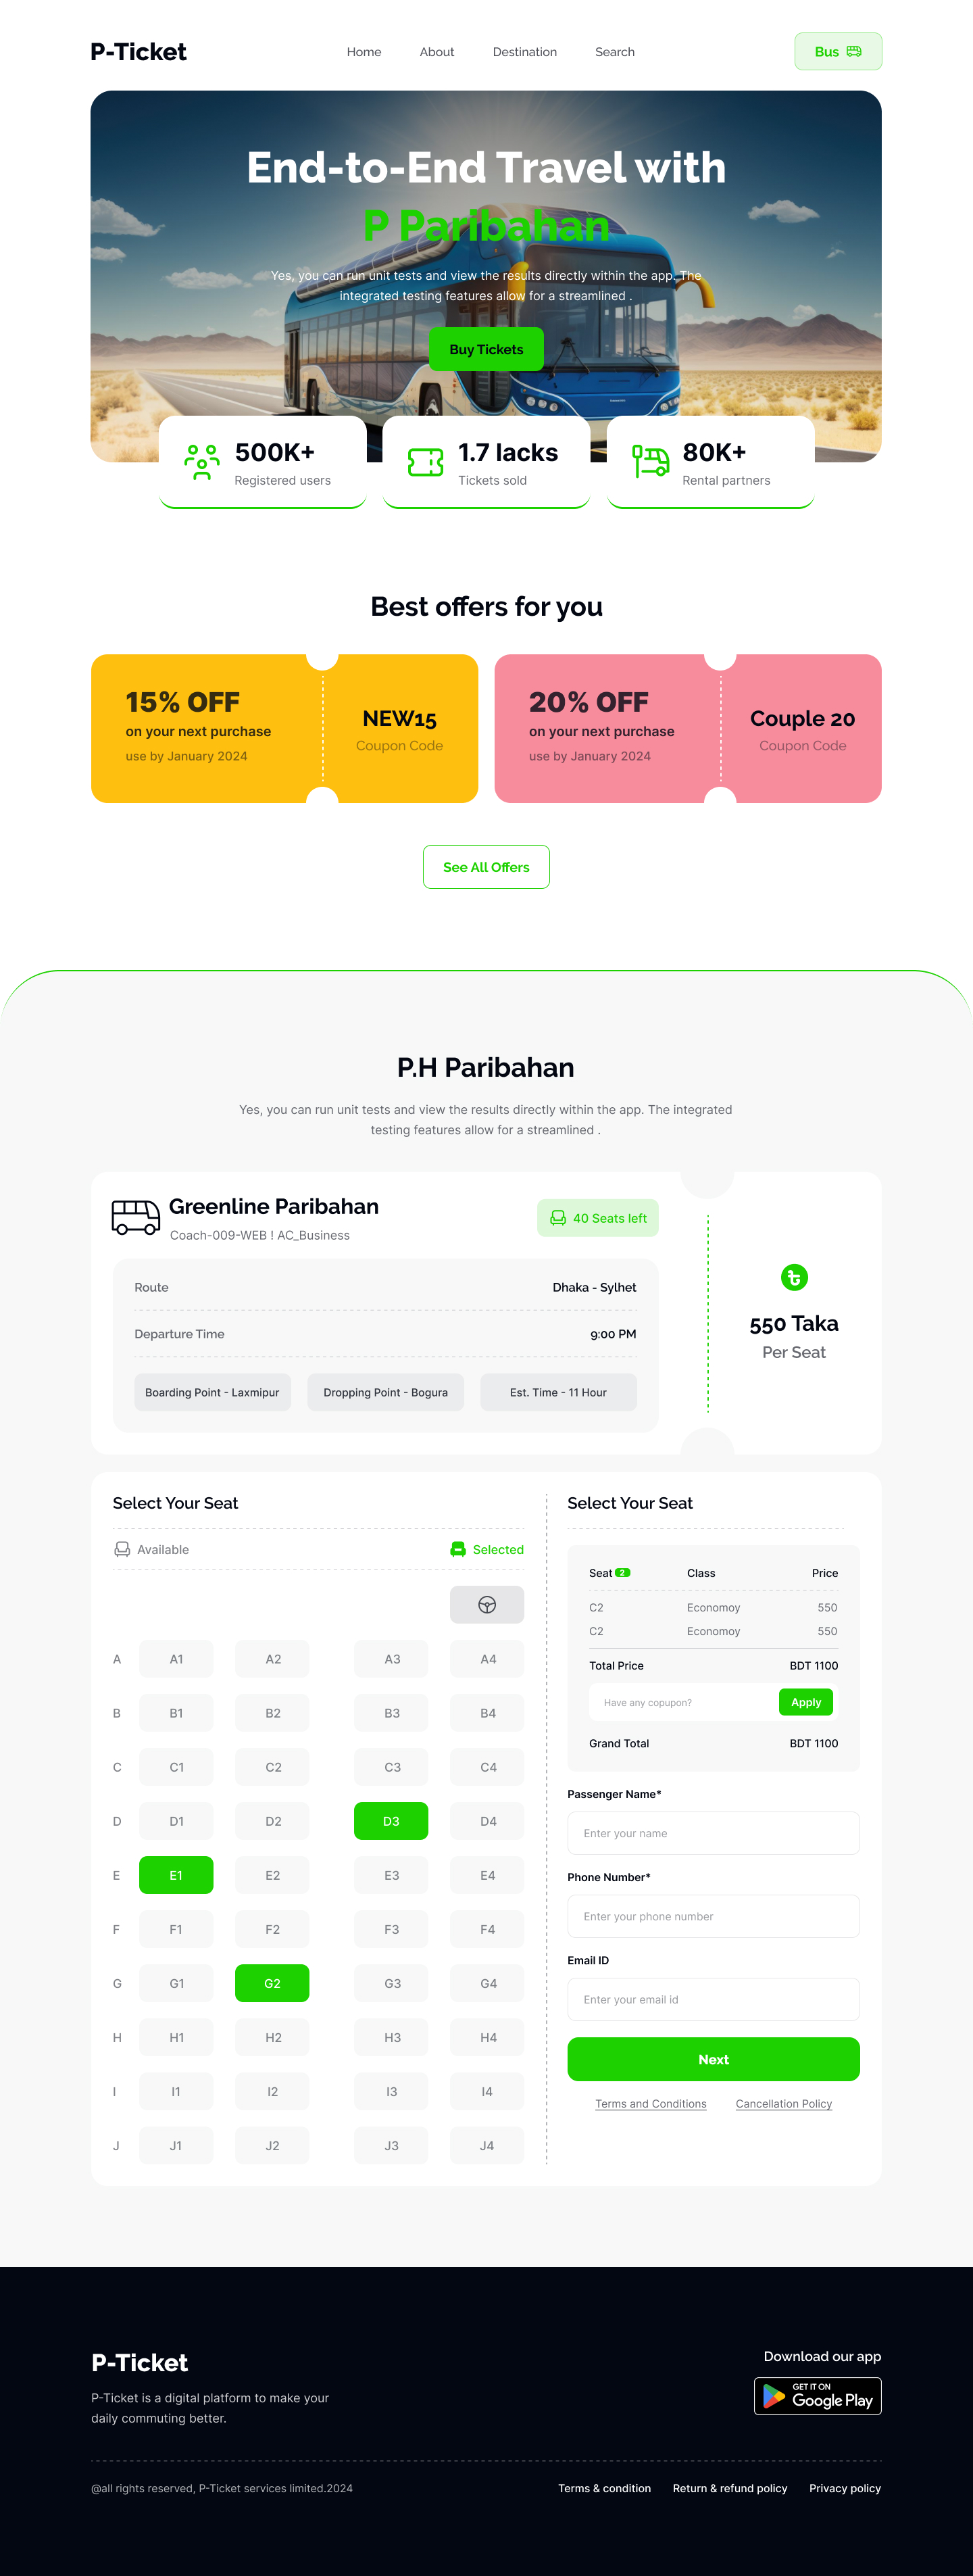 P-Ticket
Home
About
Destination
Search
Bus
End-to-End Travel with
P Paribahan
Yes, you can run unit tests and view the results directly within the app. The
integrated testing features allow for a streamlined .
Buy Tickets
500K+
Registered users
1.7 lacks
Tickets sold
80K+
Rental partners
Best offers for you
15% OFF
on your next purchase
use by January 2024
NEW15
Coupon Code
20% OFF
on your next purchase
use by January 2024
Couple 20
Coupon Code
See All Offers
P.H Paribahan
Yes, you can run unit tests and view the results directly within the app. The integrated
testing features allow for a streamlined .
Greenline Paribahan
Coach-009-WEB ! AC_Business
40 Seats left
Route
Dhaka - Sylhet
Departure Time
9:00 PM
Boarding Point - Laxmipur
Dropping Point - Bogura
Est. Time - 11 Hour
৳
550 Taka
Per Seat
Select Your Seat
Available
Selected
A A1 A2 A3 A4
B B1 B2 B3 B4
C C1 C2 C3 C4
D D1 D2 D3 D4
E E1 E2 E3 E4
F F1 F2 F3 F4
G G1 G2 G3 G4
H H1 H2 H3 H4
I I1 I2 I3 I4
J J1 J2 J3 J4
Select Your Seat
Seat 2 Class Price
C2 Economoy 550
C2 Economoy 550
Total Price BDT 1100
Have any copupon?
Apply
Grand Total BDT 1100
Passenger Name*
Enter your name
Phone Number*
Enter your phone number
Email ID
Enter your email id
Next
Terms and Conditions
Cancellation Policy
P-Ticket
P-Ticket is a digital platform to make your
daily commuting better.
Download our app
GET IT ON
Google Play
@all rights reserved, P-Ticket services limited.2024
Terms & condition
Return & refund policy
Privacy policy